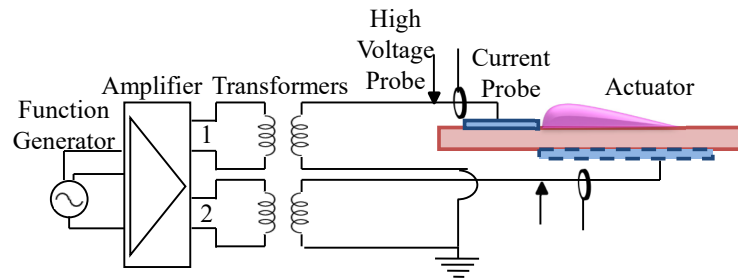 High
Voltage
Probe
Current
Probe
Actuator
Amplifier
Transformers
Function
Generator
1
2